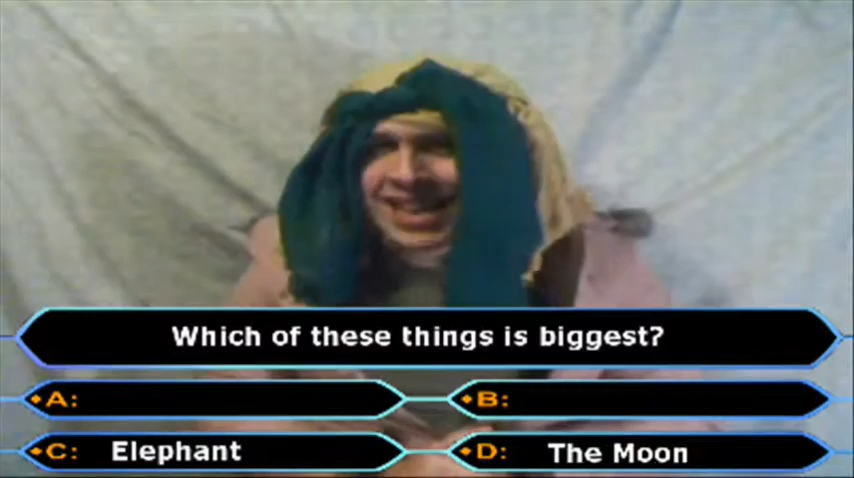 Which of these things is biggest?
A:
B:
C: Elephant
D: The Moon